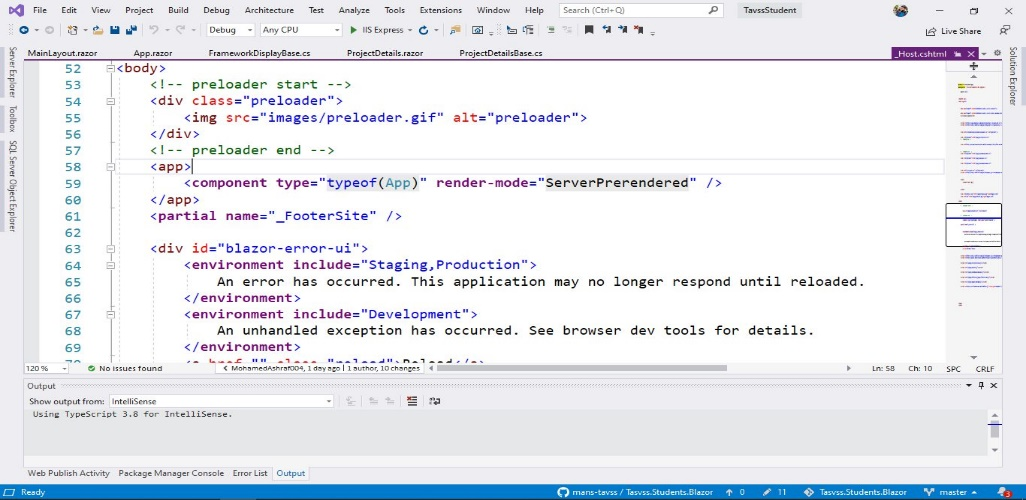 File Edit View Project Build Debug Architecture Test Analyze Tools Extensions Window Help Search (Ctrl+Q) TavssStudent
Debug Any CPU IIS Express Live Share
MainLayout.razor App.razor FrameworkDisplayBase.cs ProjectDetails.razor ProjectDetailsBase.cs _Host.cshtml
Server Explorer
Toolbox
SQL Server Object Explorer
Solution Explorer
52 <body>
53 <!-- preloader start -->
54 <div class="preloader">
55 <img src="images/preloader.gif" alt="preloader">
56 </div>
57 <!-- preloader end -->
58 <app>
59 <component type="typeof(App)" render-mode="ServerPrerendered" />
60 </app>
61 <partial name="_FooterSite" />
62
63 <div id="blazor-error-ui">
64 <environment include="Staging,Production">
65 An error has occurred. This application may no longer respond until reloaded.
66 </environment>
67 <environment include="Development">
68 An unhandled exception has occurred. See browser dev tools for details.
69 </environment>
70 <a href="" class="reload">Reload</a>
120 % No issues found MohamedAshraf004, 1 day ago | 1 author, 10 changes Ln: 58 Ch: 10 SPC CRLF
Output
Show output from: IntelliSense
Using TypeScript 3.8 for IntelliSense.
Web Publish Activity Package Manager Console Error List Output
Ready mans-tavss / Tavss.Students.Blazor 0 11 Tavss.Students.Blazor master 3